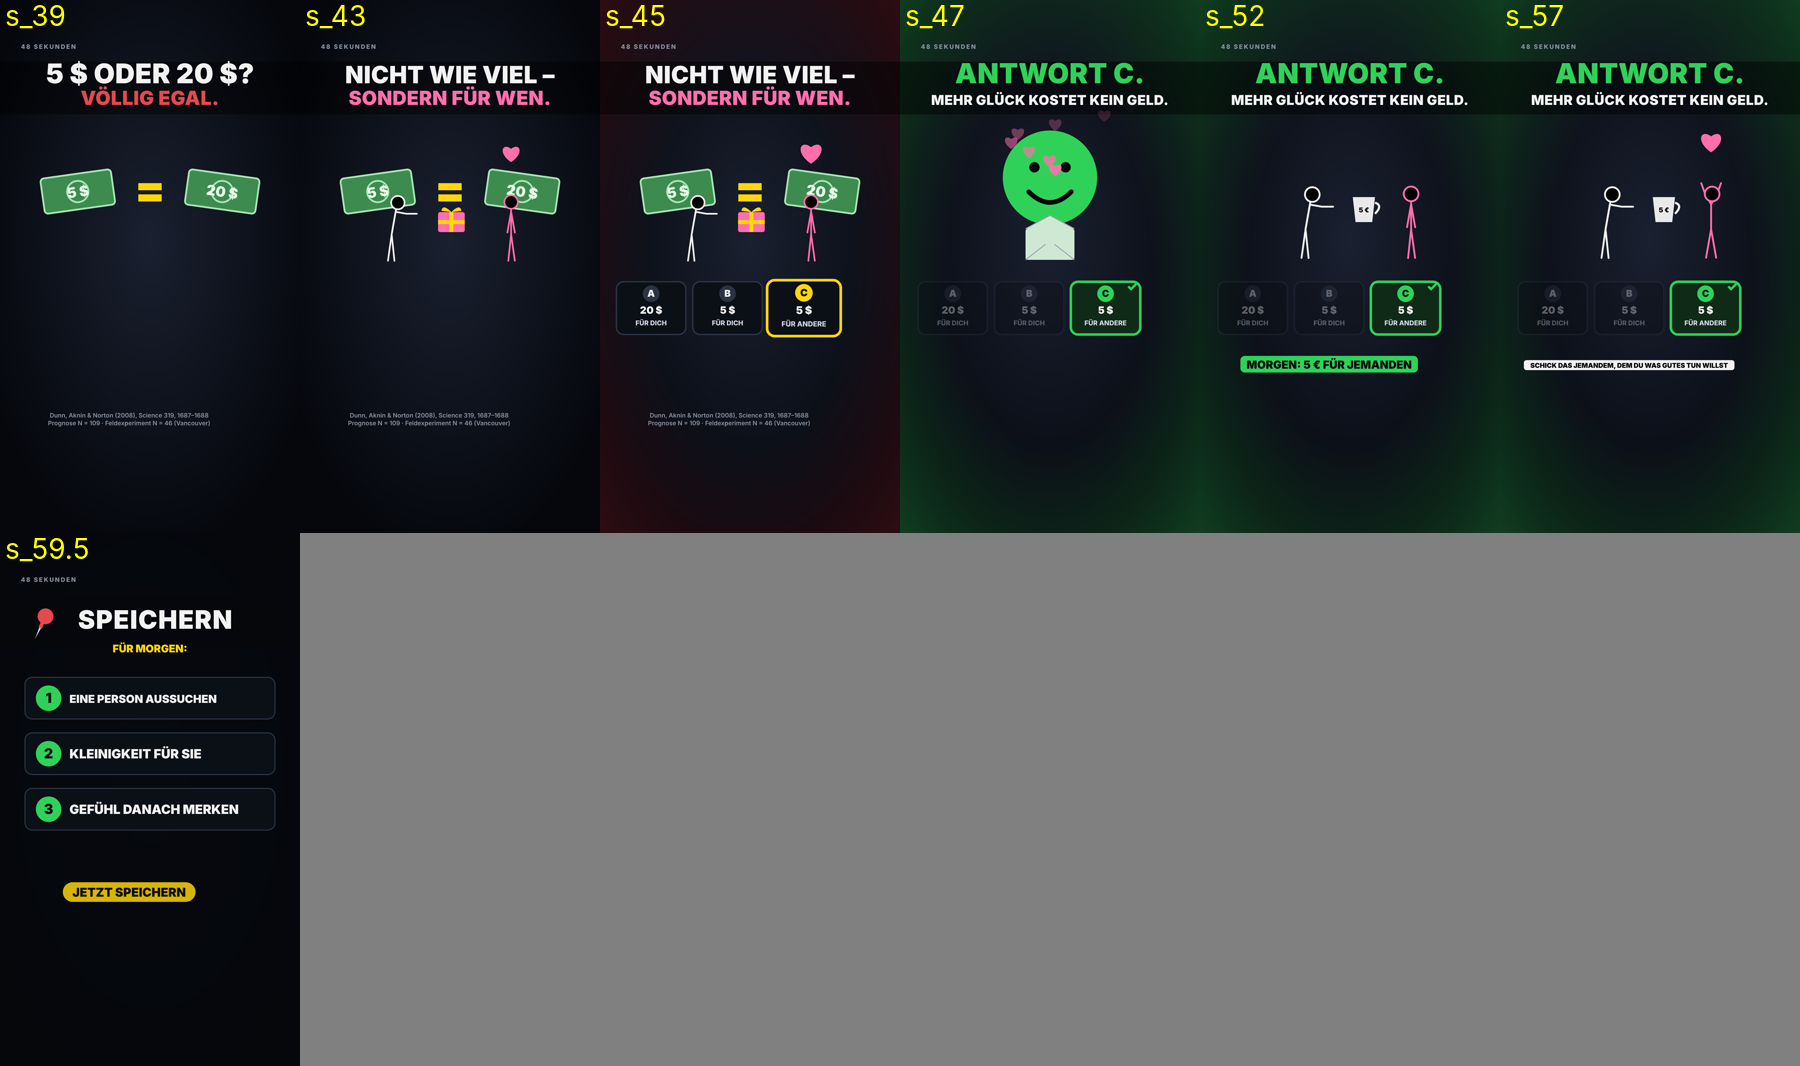 s_39
48 SEKUNDEN
5 $ ODER 20 $?
VÖLLIG EGAL.
5 $
20 $
Dunn, Aknin & Norton (2008), Science 319, 1687–1688
Prognose N = 109 · Feldexperiment N = 46 (Vancouver)
s_43
48 SEKUNDEN
NICHT WIE VIEL –
SONDERN FÜR WEN.
5 $
20 $
Dunn, Aknin & Norton (2008), Science 319, 1687–1688
Prognose N = 109 · Feldexperiment N = 46 (Vancouver)
s_45
48 SEKUNDEN
NICHT WIE VIEL –
SONDERN FÜR WEN.
5 $
20 $
A
20 $
FÜR DICH
B
5 $
FÜR DICH
C
5 $
FÜR ANDERE
Dunn, Aknin & Norton (2008), Science 319, 1687–1688
Prognose N = 109 · Feldexperiment N = 46 (Vancouver)
s_47
48 SEKUNDEN
ANTWORT C.
MEHR GLÜCK KOSTET KEIN GELD.
A
20 $
FÜR DICH
B
5 $
FÜR DICH
C
5 $
FÜR ANDERE
s_52
48 SEKUNDEN
ANTWORT C.
MEHR GLÜCK KOSTET KEIN GELD.
5 €
A
20 $
FÜR DICH
B
5 $
FÜR DICH
C
5 $
FÜR ANDERE
MORGEN: 5 € FÜR JEMANDEN
s_57
48 SEKUNDEN
ANTWORT C.
MEHR GLÜCK KOSTET KEIN GELD.
5 €
A
20 $
FÜR DICH
B
5 $
FÜR DICH
C
5 $
FÜR ANDERE
SCHICK DAS JEMANDEM, DEM DU WAS GUTES TUN WILLST
s_59.5
48 SEKUNDEN
SPEICHERN
FÜR MORGEN:
1 EINE PERSON AUSSUCHEN
2 KLEINIGKEIT FÜR SIE
3 GEFÜHL DANACH MERKEN
JETZT SPEICHERN